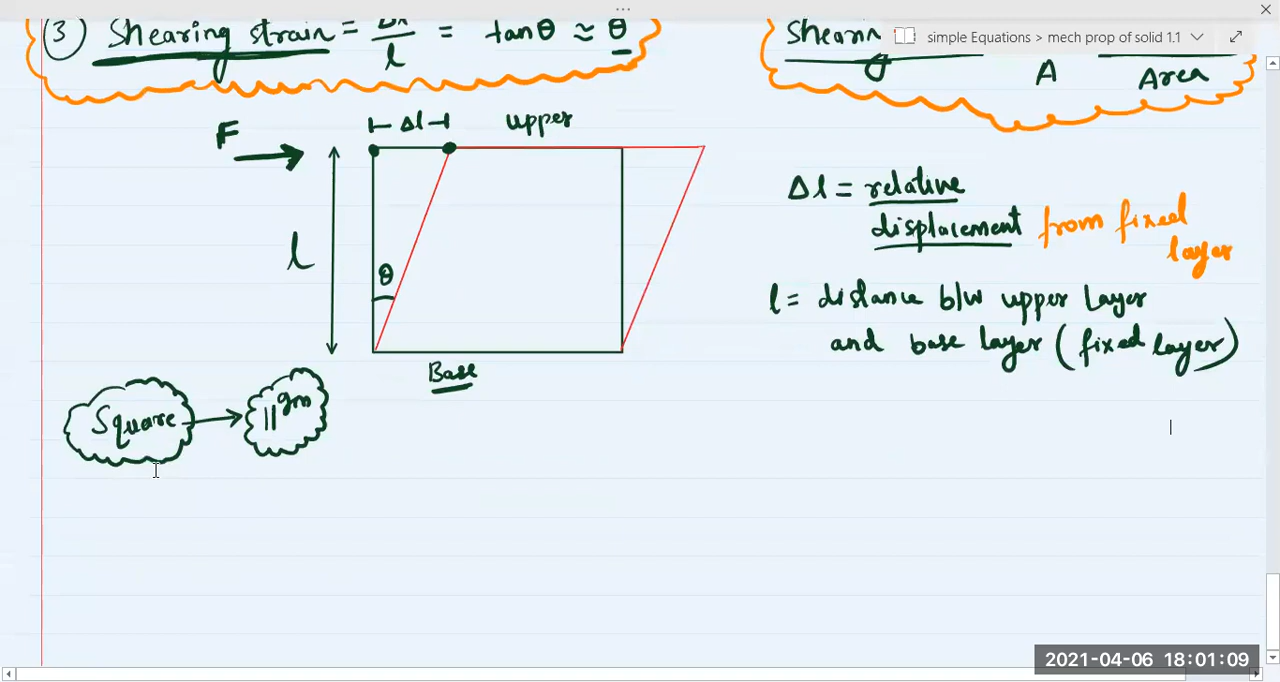 ③ Shearing strain = Δx/l = tanθ ≈ θ
simple Equations > mech prop of solid 1.1
A Area
F
⊢ Δl ⊣ upper
Δl = relative
displacement from fixed
layer
l
θ
l = distance b/w upper layer
and base layer (fixed layer)
Base
Square → ||gm
2021-04-06 18:01:09